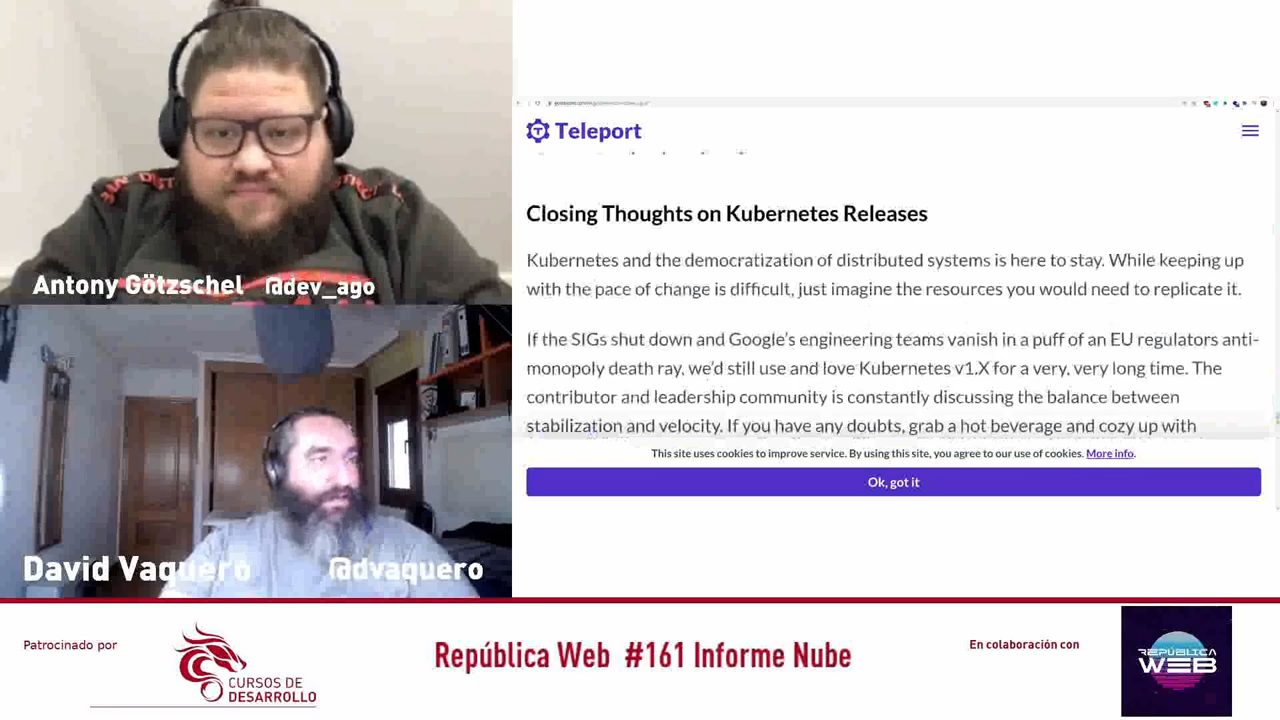 Antony Götzschel @dev_ago
David Vaquero @dvaquero
Teleport
Closing Thoughts on Kubernetes Releases
Kubernetes and the democratization of distributed systems is here to stay. While keeping up
with the pace of change is difficult, just imagine the resources you would need to replicate it.
If the SIGs shut down and Google's engineering teams vanish in a puff of an EU regulators anti-
monopoly death ray, we'd still use and love Kubernetes v1.X for a very, very long time. The
contributor and leadership community is constantly discussing the balance between
stabilization and velocity. If you have any doubts, grab a hot beverage and cozy up with
This site uses cookies to improve service. By using this site, you agree to our use of cookies. More info.
Ok, got it
Patrocinado por
CURSOS DE
DESARROLLO
República Web #161 Informe Nube
En colaboración con
REPÚBLICA
WEB